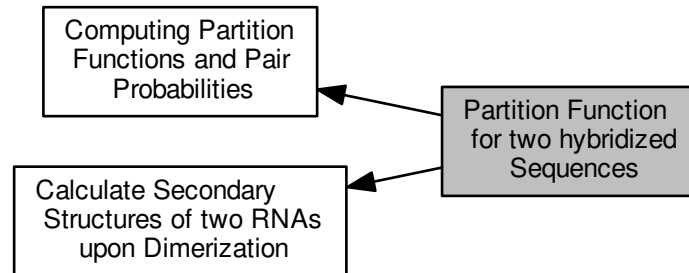 Computing Partition
Functions and Pair
Probabilities
Partition Function
for two hybridized
Sequences
Calculate Secondary
Structures of two RNAs
upon Dimerization